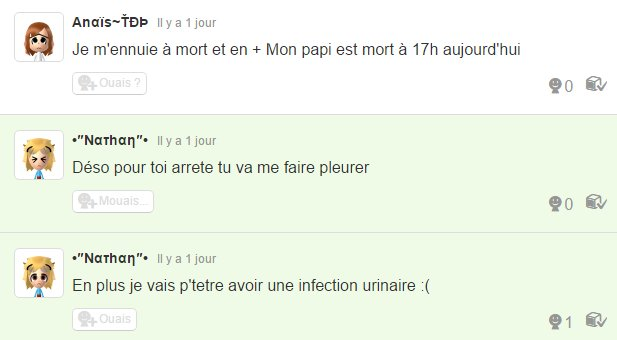 Anaïs~ŤĐÞ Il y a 1 jour
Je m'ennuie à mort et en + Mon papi est mort à 17h aujourd'hui
Ouais ?
0
•"Nαтhαη"• Il y a 1 jour
Déso pour toi arrete tu va me faire pleurer
Mouais...
0
•"Nαтhαη"• Il y a 1 jour
En plus je vais p'tetre avoir une infection urinaire :(
Ouais
1